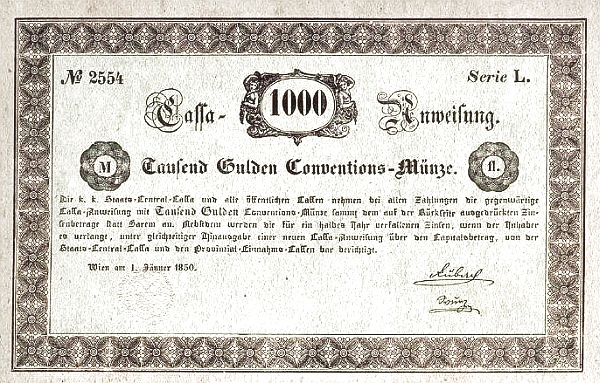 № 2554
Serie L.
Cassa- 1000 Anweisung.
M Tausend Gulden Conventions-Münze. fl.
Die k. k. Staats-Central-Cassa und alle öffentlichen Cassen nehmen bei allen Zahlungen die gegenwärtige
Cassa-Anweisung mit Tausend Gulden Conventions-Münze sammt dem auf der Rückseite ausgedrückten Zin-
senbetrage statt Barem an. Nebstdem werden die für ein halbes Jahr verfallenen Zinsen, wenn der Inhaber
es verlangt, unter gleichzeitiger Hinausgabe einer neuen Cassa-Anweisung über den Capitalsbetrag, von der
Staats-Central-Cassa und den Provinzial-Einnahms-Cassen bar berichtigt.
Wien am 1. Jänner 1850.